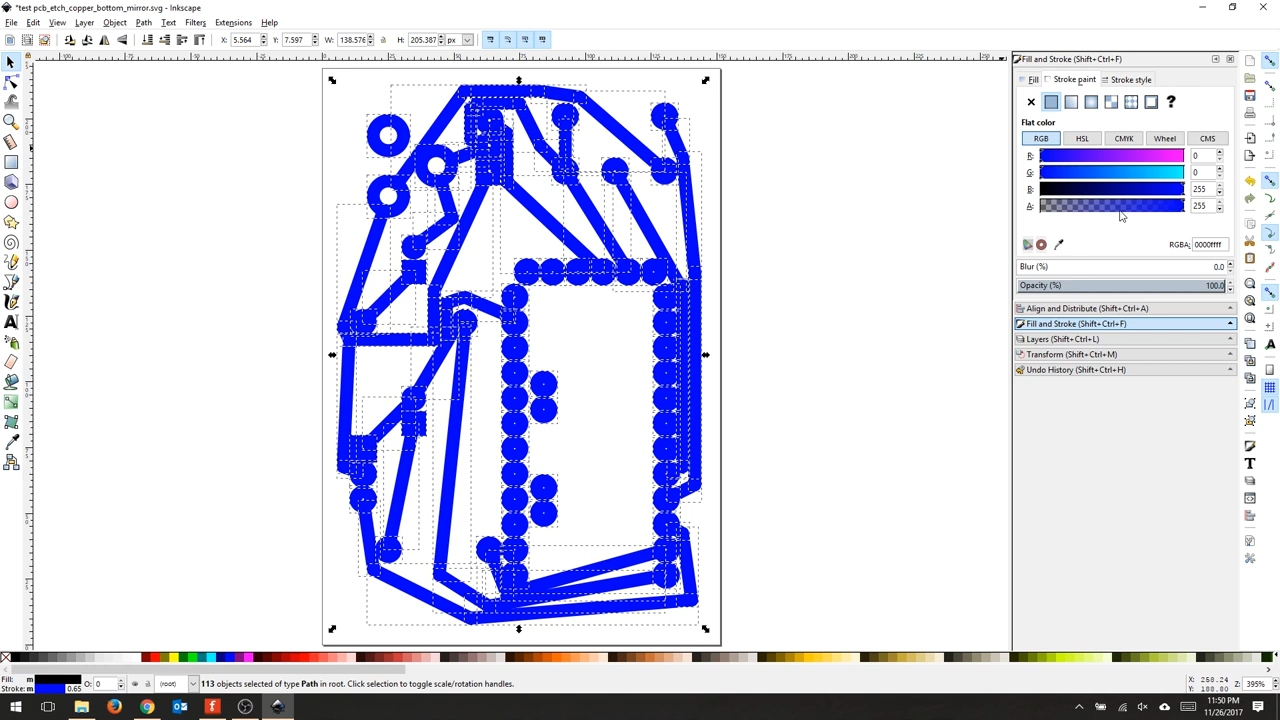 *test pcb_etch_copper_bottom_mirror.svg - Inkscape
File Edit View Layer Object Path Text Filters Extensions Help
X: 5.564 Y: 7.597 W: 138.576 H: 205.387 px
Fill and Stroke (Shift+Ctrl+F)
Fill Stroke paint Stroke style
Flat color
RGB HSL CMYK Wheel CMS
R: 0
G: 0
B: 255
A: 255
RGBA: 0000ffff
Blur (%) 0.0
Opacity (%) 100.0
Align and Distribute (Shift+Ctrl+A)
Fill and Stroke (Shift+Ctrl+F)
Layers (Shift+Ctrl+L)
Transform (Shift+Ctrl+M)
Undo History (Shift+Ctrl+H)
Fill: m
Stroke: m 0.65
O: 0
(root)
113 objects selected of type Path in root. Click selection to toggle scale/rotation handles.
X: 258.24
Y: 188.80
Z: 395%
11:50 PM
11/26/2017